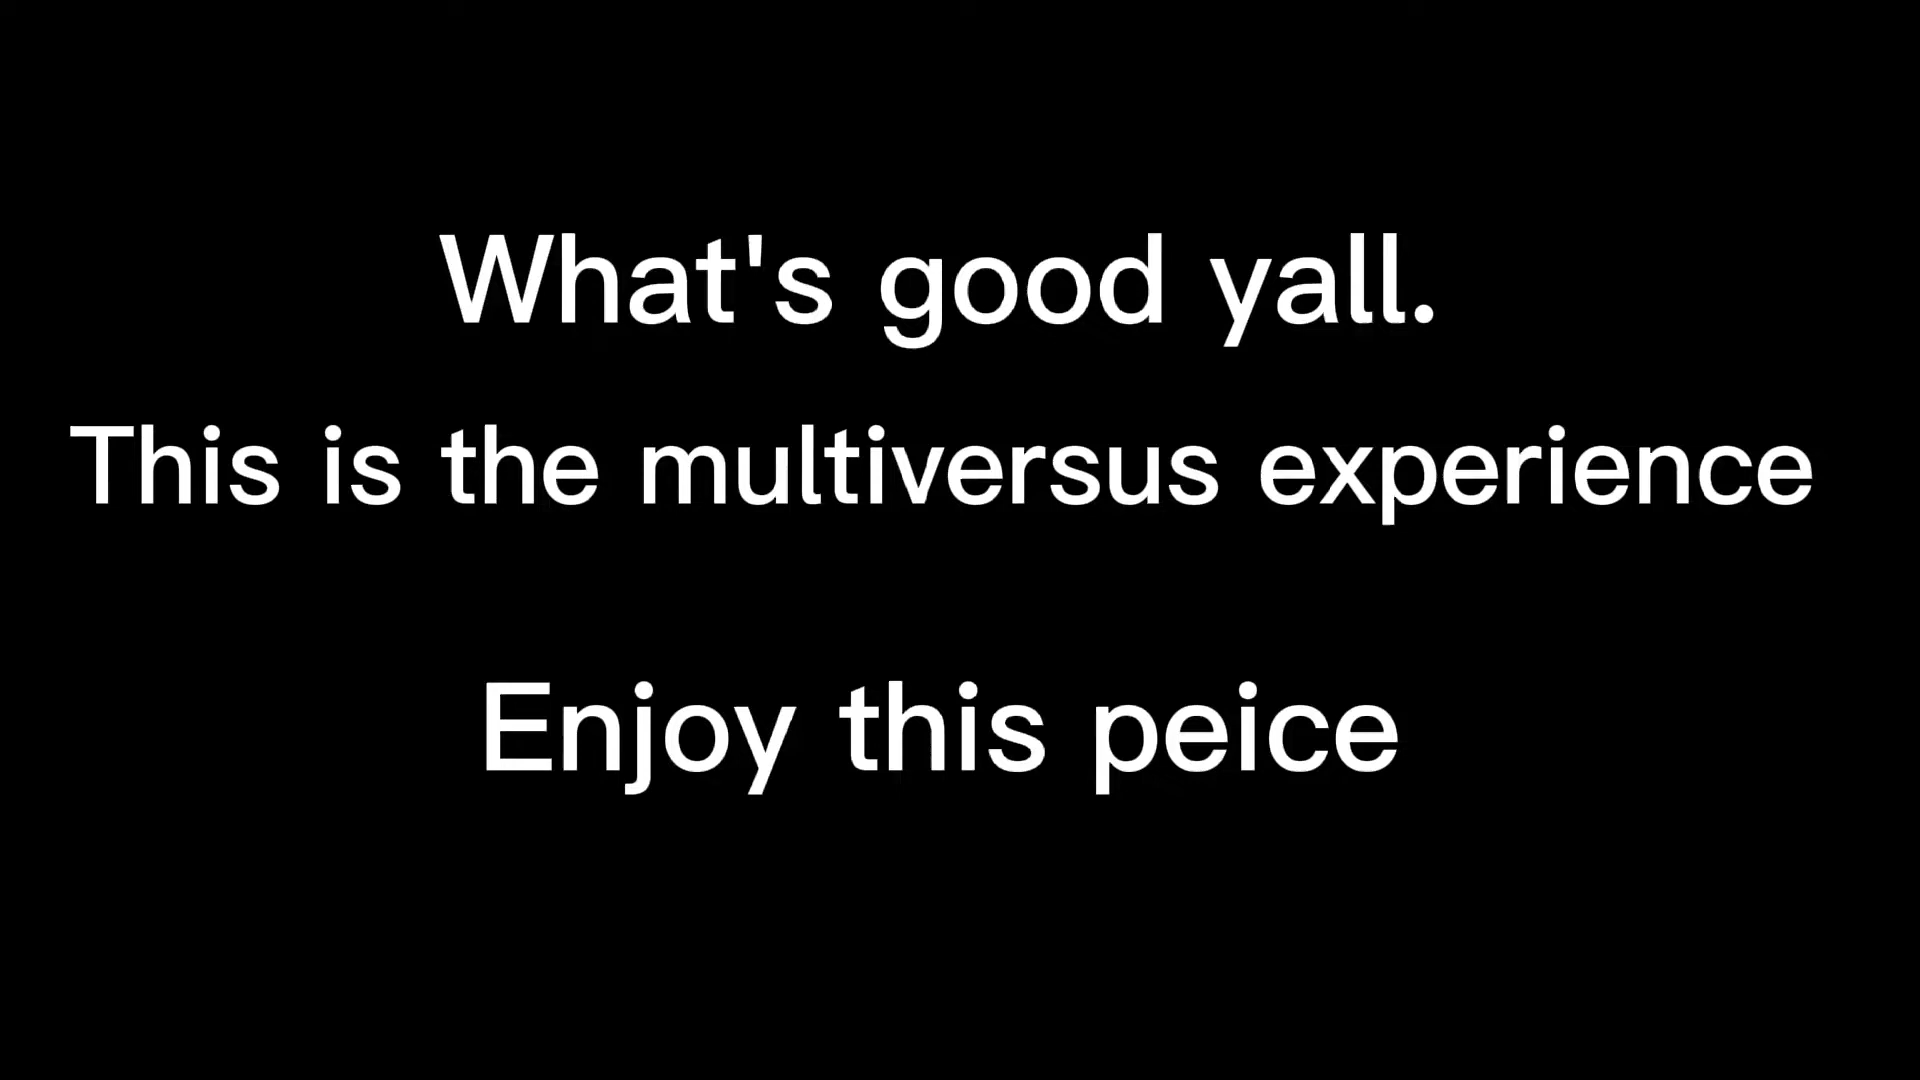 What's good yall.
This is the multiversus experience
Enjoy this peice